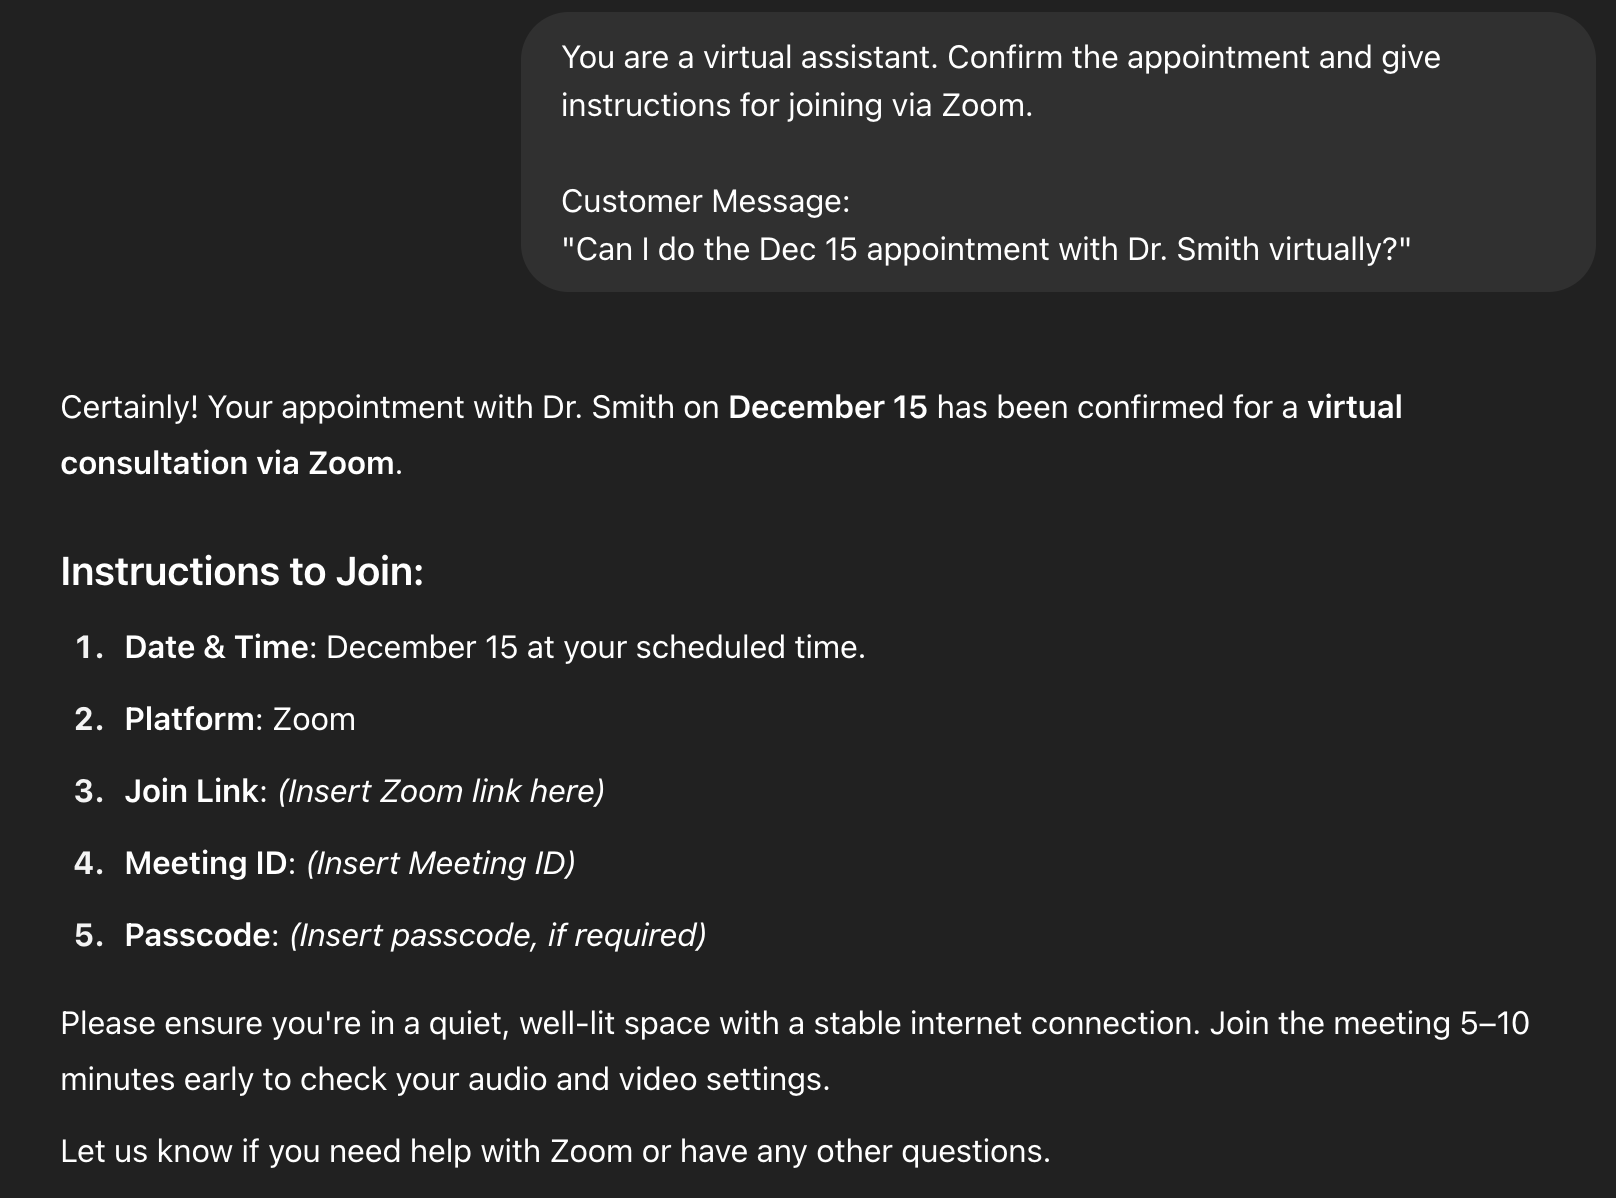 You are a virtual assistant. Confirm the appointment and give
instructions for joining via Zoom.
Customer Message:
"Can I do the Dec 15 appointment with Dr. Smith virtually?"
Certainly! Your appointment with Dr. Smith on December 15 has been confirmed for a virtual
consultation via Zoom.
Instructions to Join:
1. Date & Time: December 15 at your scheduled time.
2. Platform: Zoom
3. Join Link: (Insert Zoom link here)
4. Meeting ID: (Insert Meeting ID)
5. Passcode: (Insert passcode, if required)
Please ensure you're in a quiet, well-lit space with a stable internet connection. Join the meeting 5–10
minutes early to check your audio and video settings.
Let us know if you need help with Zoom or have any other questions.